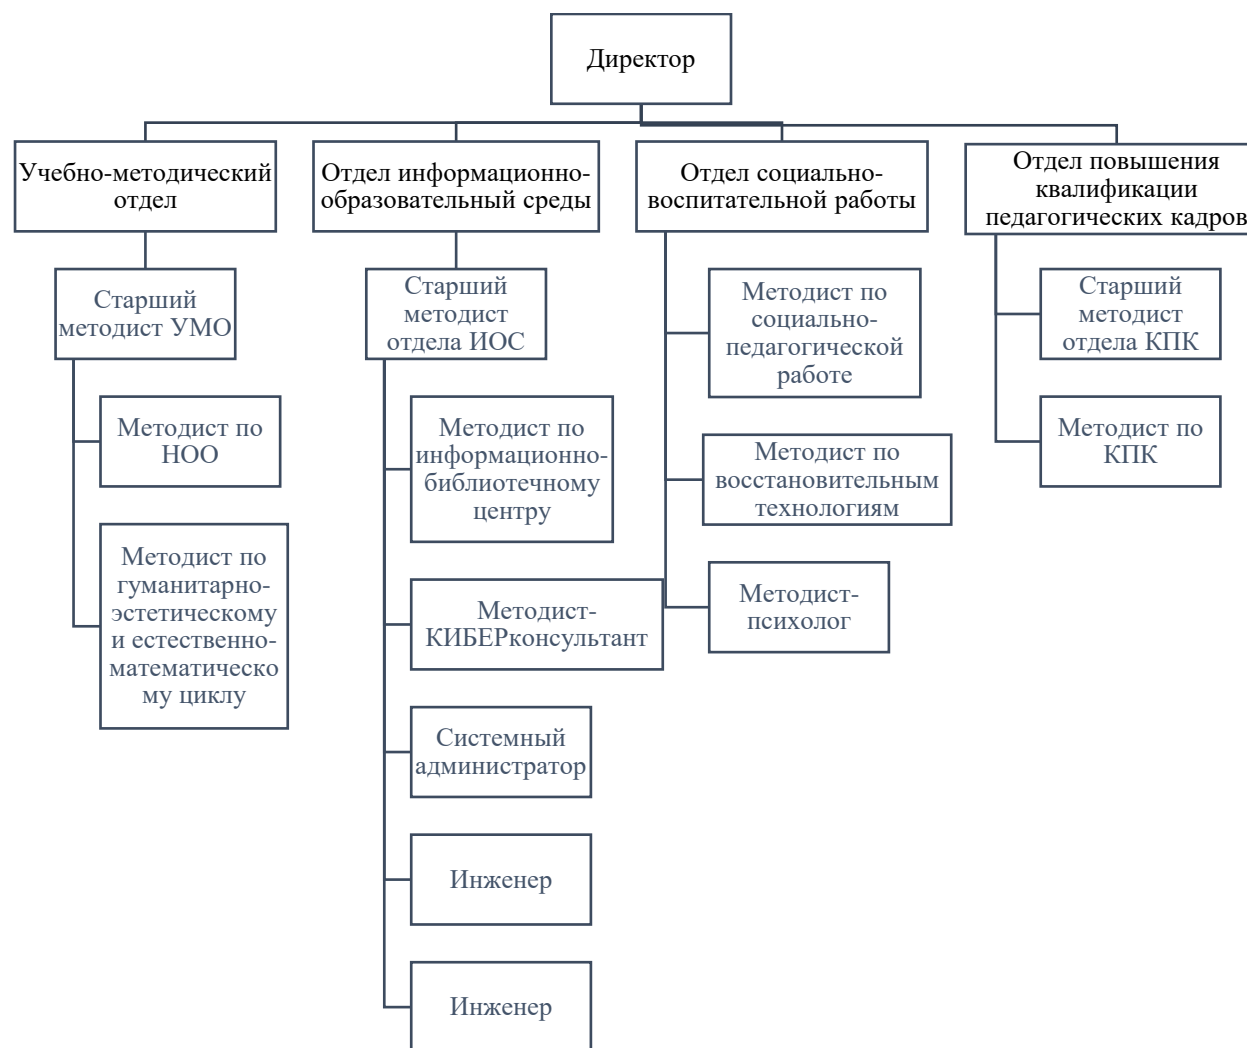 Директор
Учебно-методический
отдел
Отдел информационно-
образовательный среды
Отдел социально-
воспитательной работы
Отдел повышения
квалификации
педагогических кадров
Старший
методист УМО
Методист по
НОО
Методист по
гуманитарно-
эстетическому
и естественно-
математическо
му циклу
Старший
методист
отдела ИОС
Методист по
информационно-
библиотечному
центру
Методист-
КИБЕРконсультант
Системный
администратор
Инженер
Инженер
Методист по
социально-
педагогической
работе
Методист по
восстановительным
технологиям
Методист-
психолог
Старший
методист
отдела КПК
Методист по
КПК